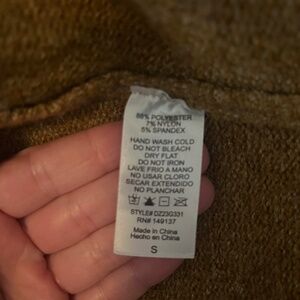 88% POLYESTER
7% NYLON
5% SPANDEX
HAND WASH COLD
DO NOT BLEACH
DRY FLAT
DO NOT IRON
LAVE FRIO A MANO
NO USAR CLORO
SECAR EXTENDIDO
NO PLANCHAR
STYLE# DZ23G331
RN# 149137
Made in China
Hecho en China
S